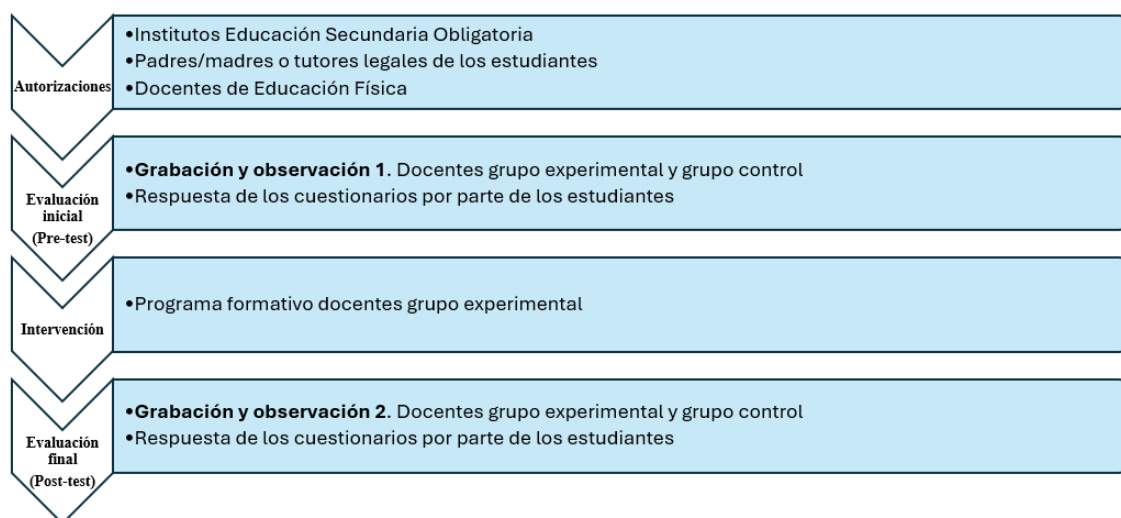 Autorizaciones
•Institutos Educación Secundaria Obligatoria
•Padres/madres o tutores legales de los estudiantes
•Docentes de Educación Física
Evaluación
inicial
(Pre-test)
•Grabación y observación 1. Docentes grupo experimental y grupo control
•Respuesta de los cuestionarios por parte de los estudiantes
Intervención
•Programa formativo docentes grupo experimental
Evaluación
final
(Post-test)
•Grabación y observación 2. Docentes grupo experimental y grupo control
•Respuesta de los cuestionarios por parte de los estudiantes